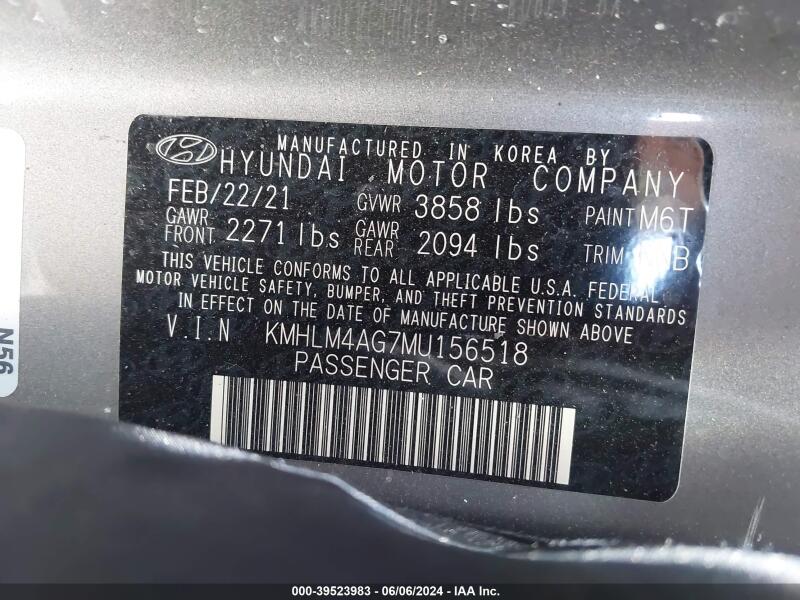 MANUFACTURED IN KOREA BY
HYUNDAI MOTOR COMPANY
FEB/22/21 GVWR 3858 lbs PAINT M6T
GAWR FRONT 2271 lbs GAWR REAR 2094 lbs TRIM
THIS VEHICLE CONFORMS TO ALL APPLICABLE U.S.A. FEDERAL
MOTOR VEHICLE SAFETY, BUMPER, AND THEFT PREVENTION STANDARDS
IN EFFECT ON THE DATE OF MANUFACTURE SHOWN ABOVE
V.I.N KMHLM4AG7MU156518
PASSENGER CAR
N56
000-39523983 - 06/06/2024 - IAA Inc.